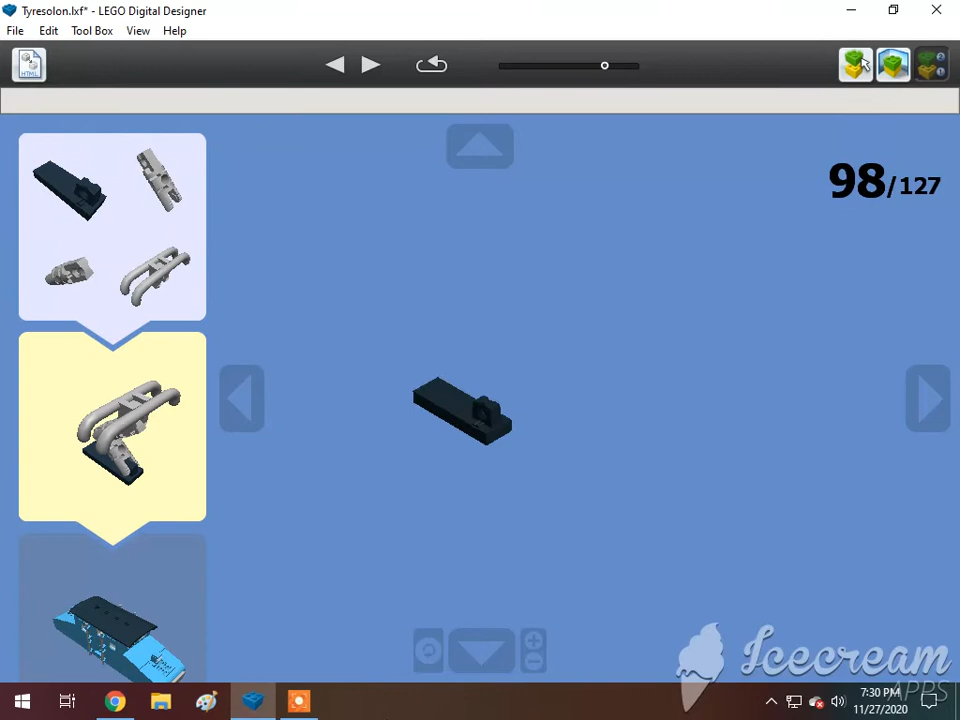 Tyresolon.lxf* - LEGO Digital Designer
File Edit Tool Box View Help
HTML
98/127
Icecream
APPS
7:30 PM
11/27/2020